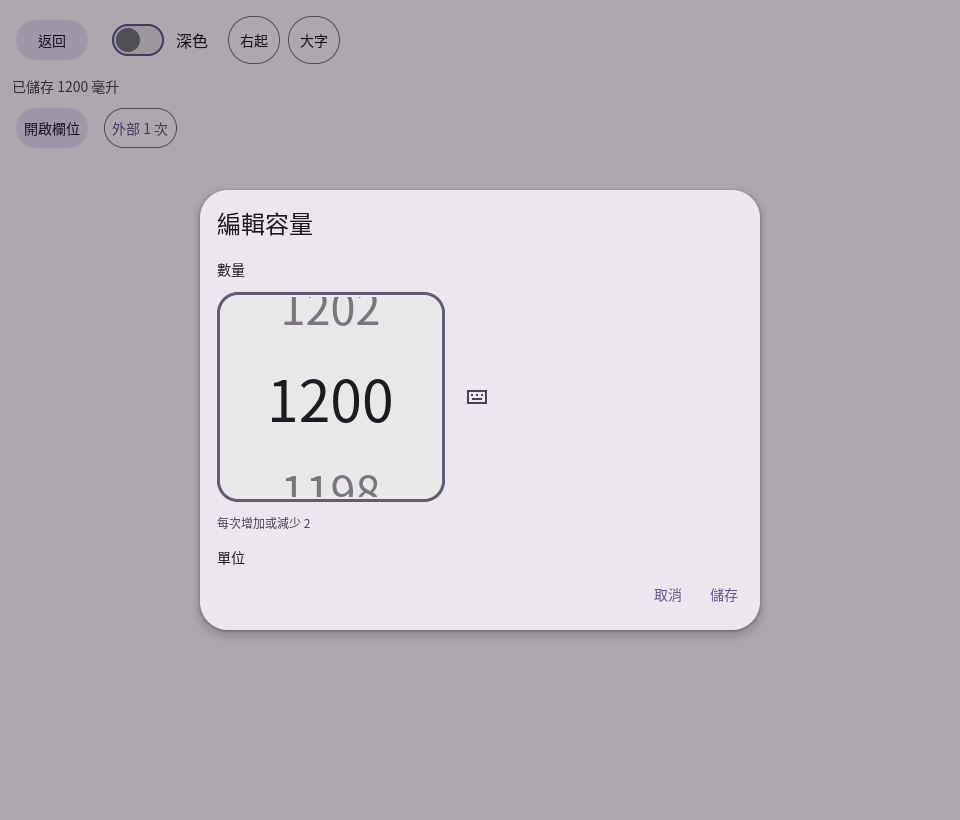 返回
深色
右起
大字
已儲存 1200 毫升
開啟欄位
外部 1 次
編輯容量
數量
1202
1200
1198
每次增加或減少 2
單位
取消
儲存